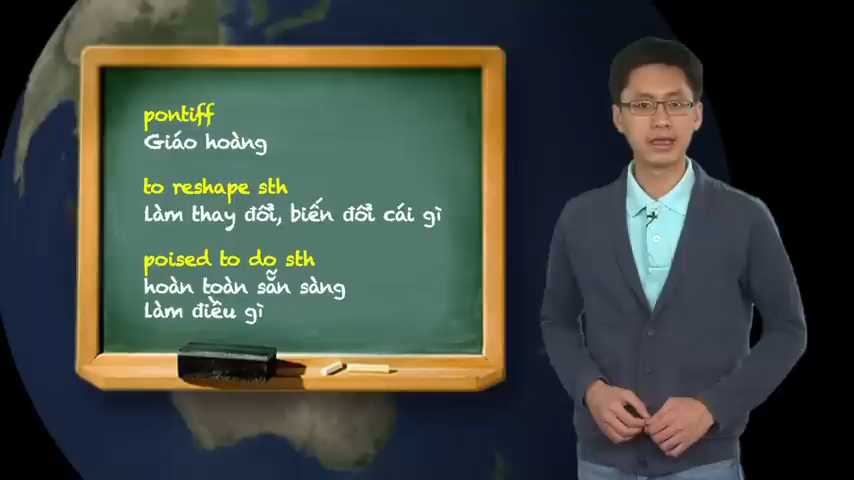 pontiff
Giáo hoàng
to reshape sth
làm thay đổi, biến đổi cái gì
poised to do sth
hoàn toàn sẵn sàng
làm điều gì